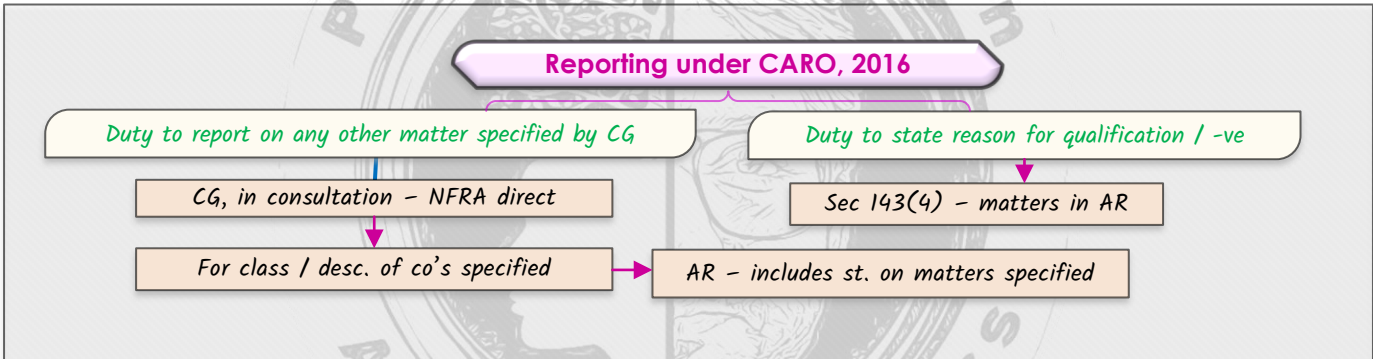 Reporting under CARO, 2016
Duty to report on any other matter specified by CG
Duty to state reason for qualification / -ve
CG, in consultation – NFRA direct
Sec 143(4) – matters in AR
For class / desc. of co's specified
AR – includes st. on matters specified